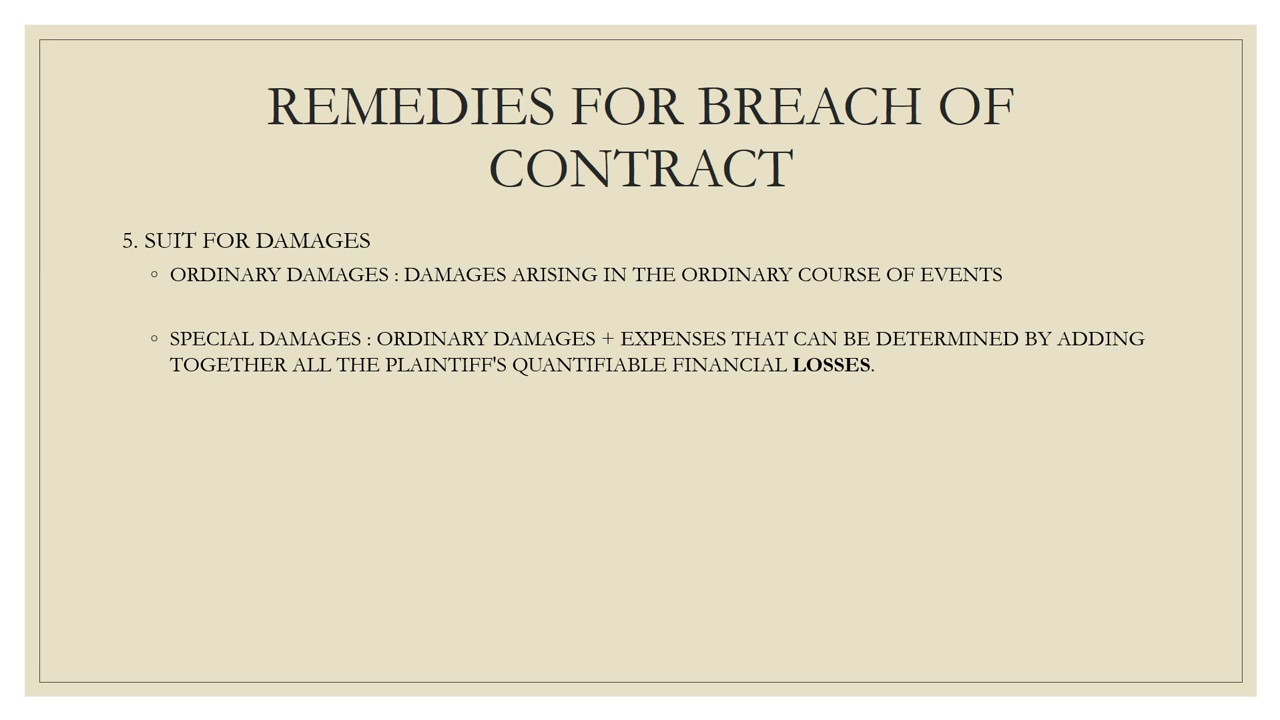 REMEDIES FOR BREACH OF
CONTRACT
5. SUIT FOR DAMAGES
◦ ORDINARY DAMAGES : DAMAGES ARISING IN THE ORDINARY COURSE OF EVENTS
◦ SPECIAL DAMAGES : ORDINARY DAMAGES + EXPENSES THAT CAN BE DETERMINED BY ADDING
TOGETHER ALL THE PLAINTIFF'S QUANTIFIABLE FINANCIAL LOSSES.